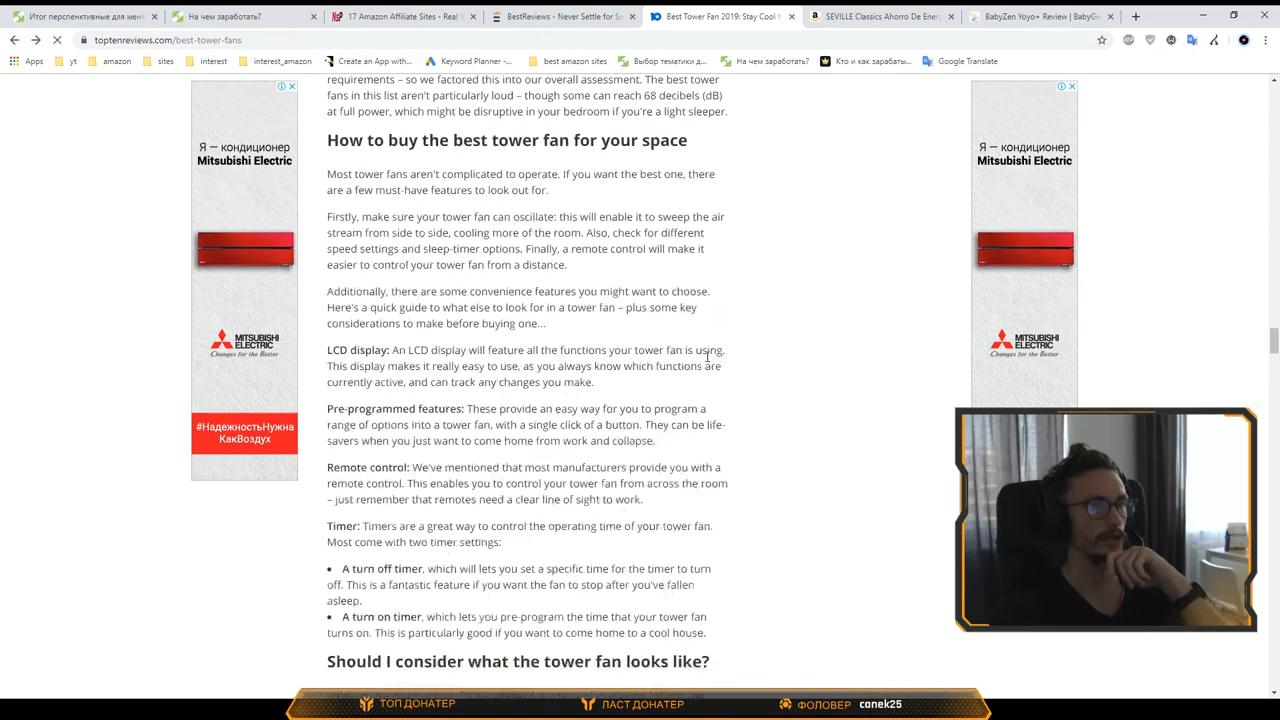 Итог перспективные для мен
На чем заработать?
17 Amazon Affiliate Sites - Real
BestReviews - Never Settle for Se
Best Tower Fan 2019: Stay Cool t
SEVILLE Classics Ahorro De Ener
BabyZen Yoyo+ Review | BabyGe
toptenreviews.com/best-tower-fans
Apps
yt
amazon
sites
interest
interest_amazon
Create an App with...
Keyword Planner -...
best amazon sites
Выбор тематики д...
На чем заработать?
Кто и как зарабаты...
Google Translate
requirements – so we factored this into our overall assessment. The best tower
fans in this list aren't particularly loud – though some can reach 68 decibels (dB)
at full power, which might be disruptive in your bedroom if you're a light sleeper.
How to buy the best tower fan for your space
Most tower fans aren't complicated to operate. If you want the best one, there
are a few must-have features to look out for.
Firstly, make sure your tower fan can oscillate: this will enable it to sweep the air
stream from side to side, cooling more of the room. Also, check for different
speed settings and sleep-timer options. Finally, a remote control will make it
easier to control your tower fan from a distance.
Additionally, there are some convenience features you might want to choose.
Here's a quick guide to what else to look for in a tower fan – plus some key
considerations to make before buying one...
LCD display: An LCD display will feature all the functions your tower fan is using.
This display makes it really easy to use, as you always know which functions are
currently active, and can track any changes you make.
Pre-programmed features: These provide an easy way for you to program a
range of options into a tower fan, with a single click of a button. They can be life-
savers when you just want to come home from work and collapse.
Remote control: We've mentioned that most manufacturers provide you with a
remote control. This enables you to control your tower fan from across the room
– just remember that remotes need a clear line of sight to work.
Timer: Timers are a great way to control the operating time of your tower fan.
Most come with two timer settings:
• A turn off timer, which will lets you set a specific time for the timer to turn
off. This is a fantastic feature if you want the fan to stop after you've fallen
asleep.
• A turn on timer, which lets you pre-program the time that your tower fan
turns on. This is particularly good if you want to come home to a cool house.
Should I consider what the tower fan looks like?
Я — кондиционер
Mitsubishi Electric
MITSUBISHI
ELECTRIC
Changes for the Better
#НадежностьНужна
КакВоздух
Я — кондиционер
Mitsubishi Electric
MITSUBISHI
ELECTRIC
Changes for the Better
ТОП ДОНАТЕР
ЛАСТ ДОНАТЕР
ФОЛОВЕР canek25